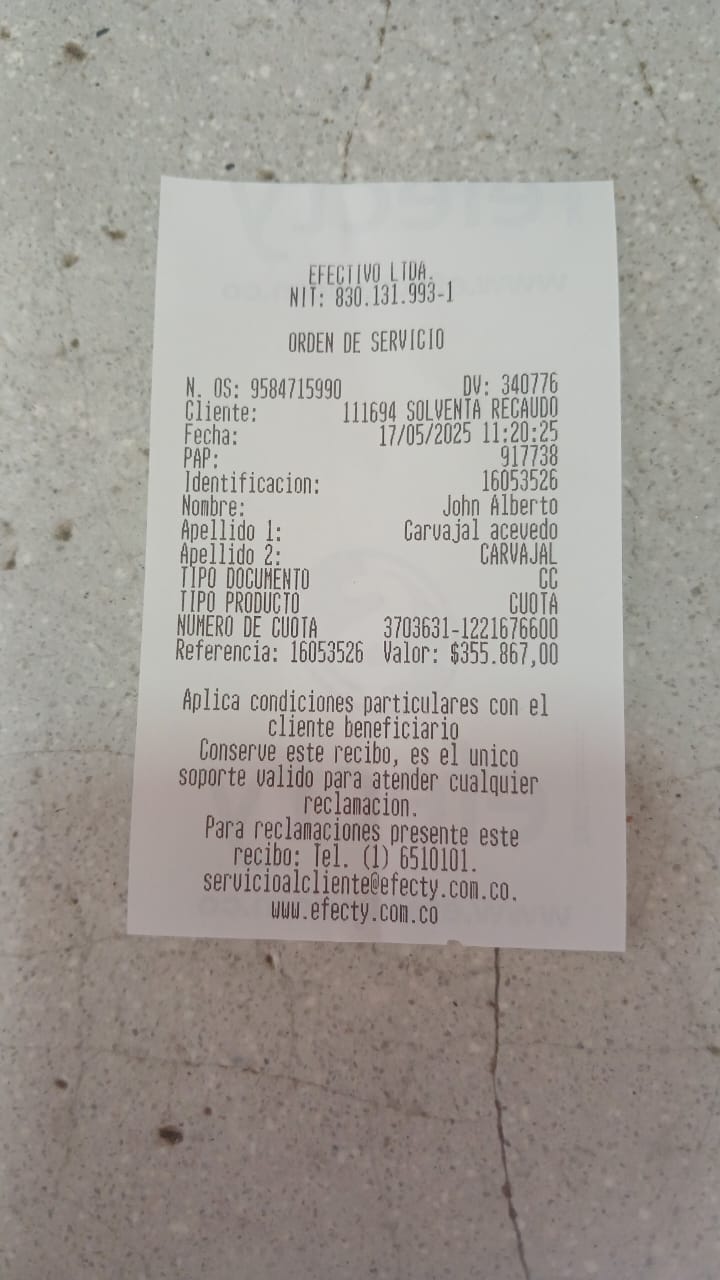 EFECTIVO LTDA.
NIT: 830.131.993-1
ORDEN DE SERVICIO
N. OS: 9584715990 DV: 340776
Cliente: 111694 SOLVENTA RECAUDO
Fecha: 17/05/2025 11:20:25
PAP: 917738
Identificacion: 16053526
Nombre: John Alberto
Apellido 1: Carvajal acevedo
Apellido 2: CARVAJAL
TIPO DOCUMENTO CC
TIPO PRODUCTO CUOTA
NUMERO DE CUOTA 3703631-1221676600
Referencia: 16053526 Valor: $355.867,00
Aplica condiciones particulares con el
cliente beneficiario
Conserve este recibo, es el unico
soporte valido para atender cualquier
reclamacion.
Para reclamaciones presente este
recibo: Tel. (1) 6510101.
servicioalcliente@efecty.com.co.
www.efecty.com.co